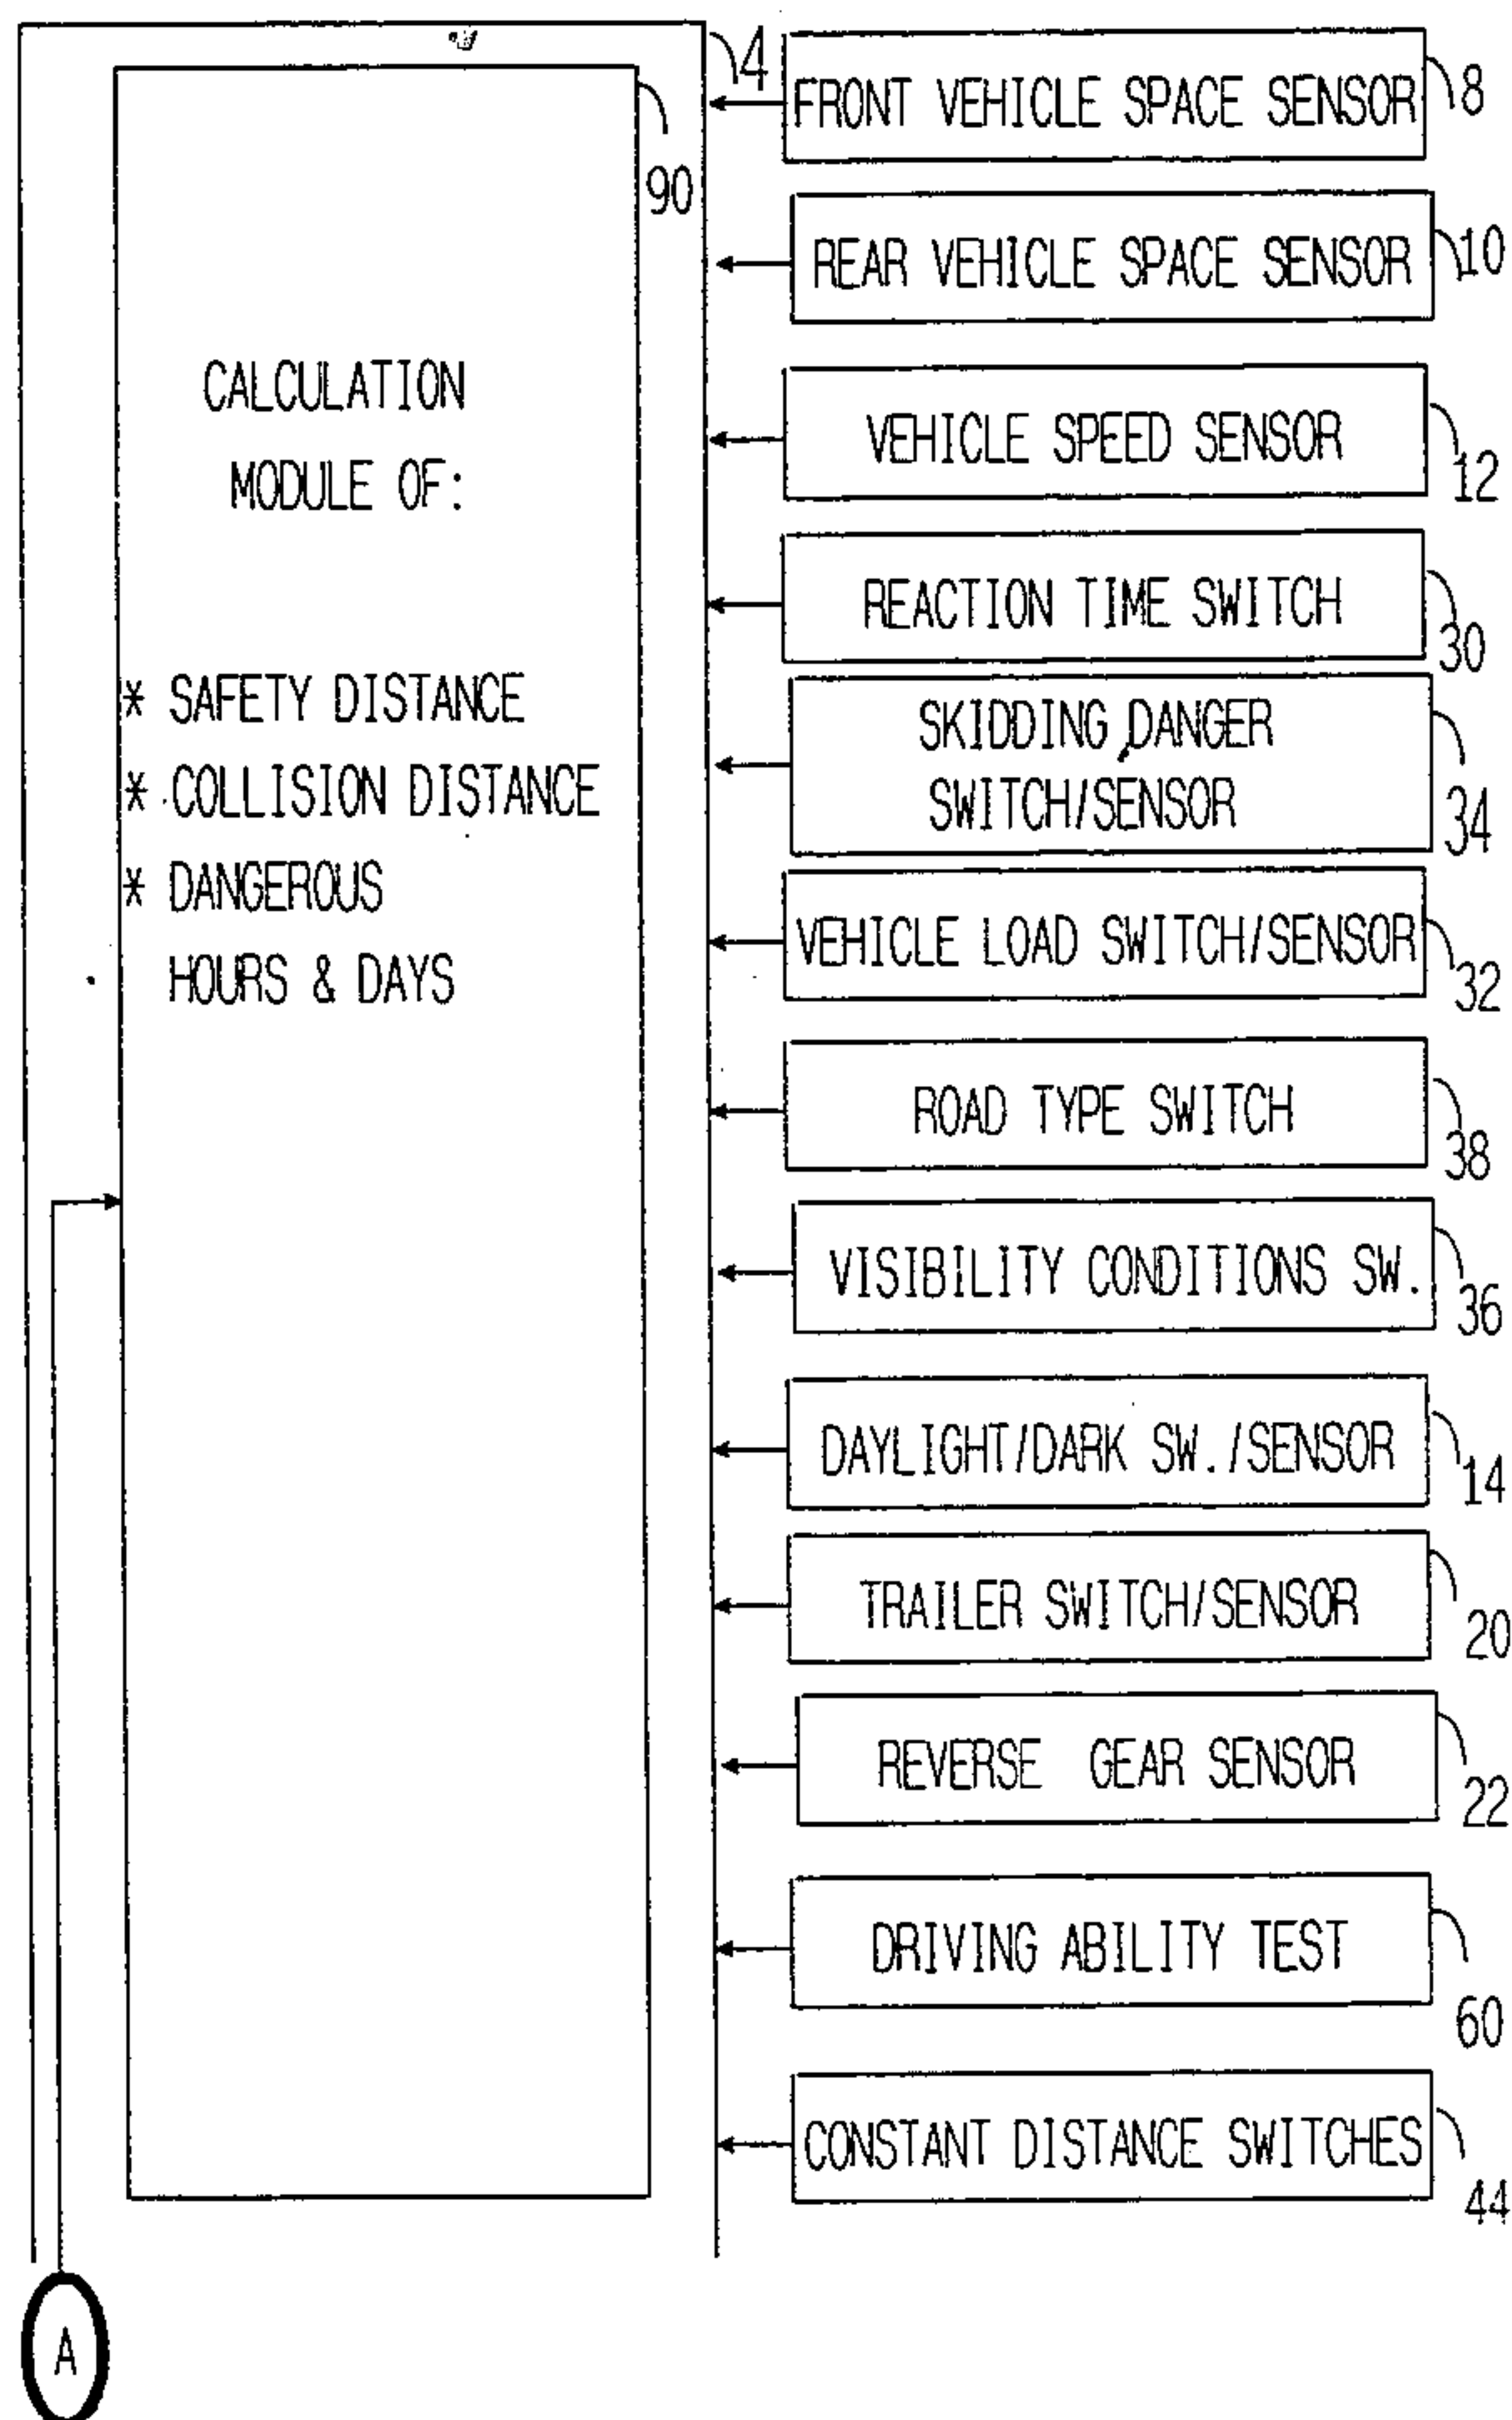 4
90
CALCULATION
MODULE OF:
* SAFETY DISTANCE
* COLLISION DISTANCE
* DANGEROUS
HOURS & DAYS
A
FRONT VEHICLE SPACE SENSOR
8
REAR VEHICLE SPACE SENSOR
10
VEHICLE SPEED SENSOR
12
REACTION TIME SWITCH
30
SKIDDING DANGER
SWITCH/SENSOR
34
VEHICLE LOAD SWITCH/SENSOR
32
ROAD TYPE SWITCH
38
VISIBILITY CONDITIONS SW.
36
DAYLIGHT/DARK SW./SENSOR
14
TRAILER SWITCH/SENSOR
20
REVERSE GEAR SENSOR
22
DRIVING ABILITY TEST
60
CONSTANT DISTANCE SWITCHES
44